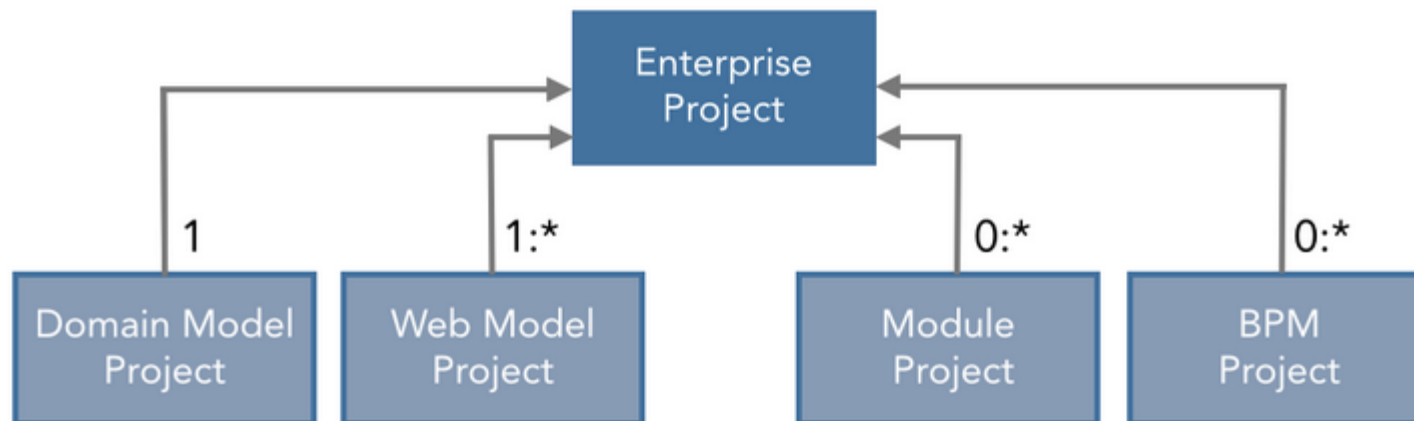 Enterprise
Project
1
1:*
0:*
0:*
Domain Model
Project
Web Model
Project
Module
Project
BPM
Project